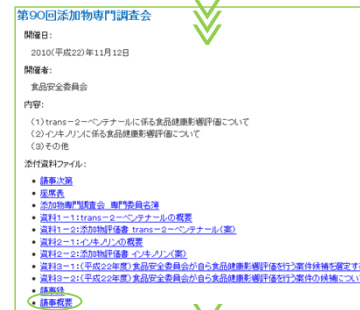 第90回添加物専門調査会
開催日:
2010(平成22)年11月12日
開催者:
食品安全委員会
内容:
(1)trans-2-ペンテナールに係る食品健康影響評価について
(2)イソキノリンに係る食品健康影響評価について
(3)その他
添付資料ファイル:
議事次第
座席表
添加物専門調査会 専門委員名簿
資料1-1:trans-2-ペンテナールの概要
資料1-2:添加物評価書 trans-2-ペンテナール(案)
資料2-1:イソキノリンの概要
資料2-2:添加物評価書 イソキノリン(案)
資料3-1:(平成22年度)食品安全委員会が自ら食品健康影響評価を行う案件候補を選定す
資料3-2:(平成22年度)食品安全委員会が自ら食品健康影響評価を行う案件の候補につい
議事録
議事概要